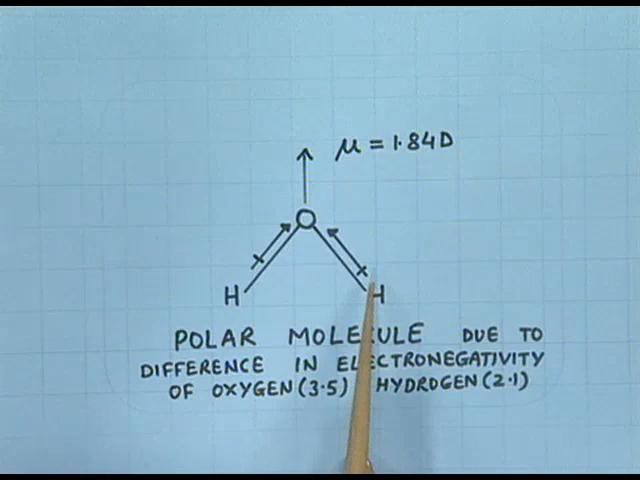 μ = 1.84D
O
H H
POLAR MOLECULE DUE TO
DIFFERENCE IN ELECTRONEGATIVITY
OF OXYGEN(3.5) HYDROGEN(2.1)